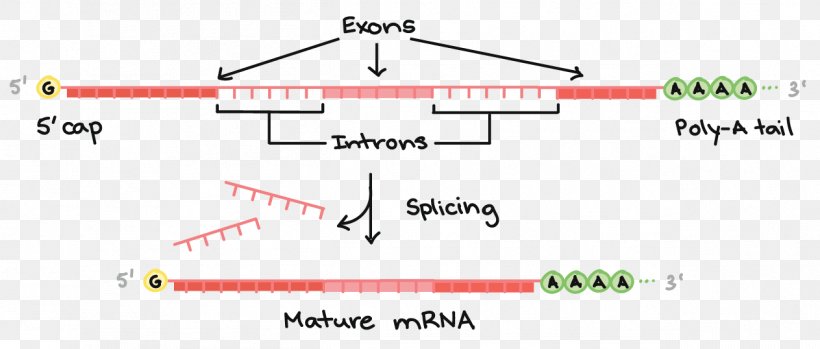 Exons
5' G A A A A ... 3'
5' cap
Poly-A tail
Introns
Splicing
5' G A A A A ... 3'
Mature mRNA